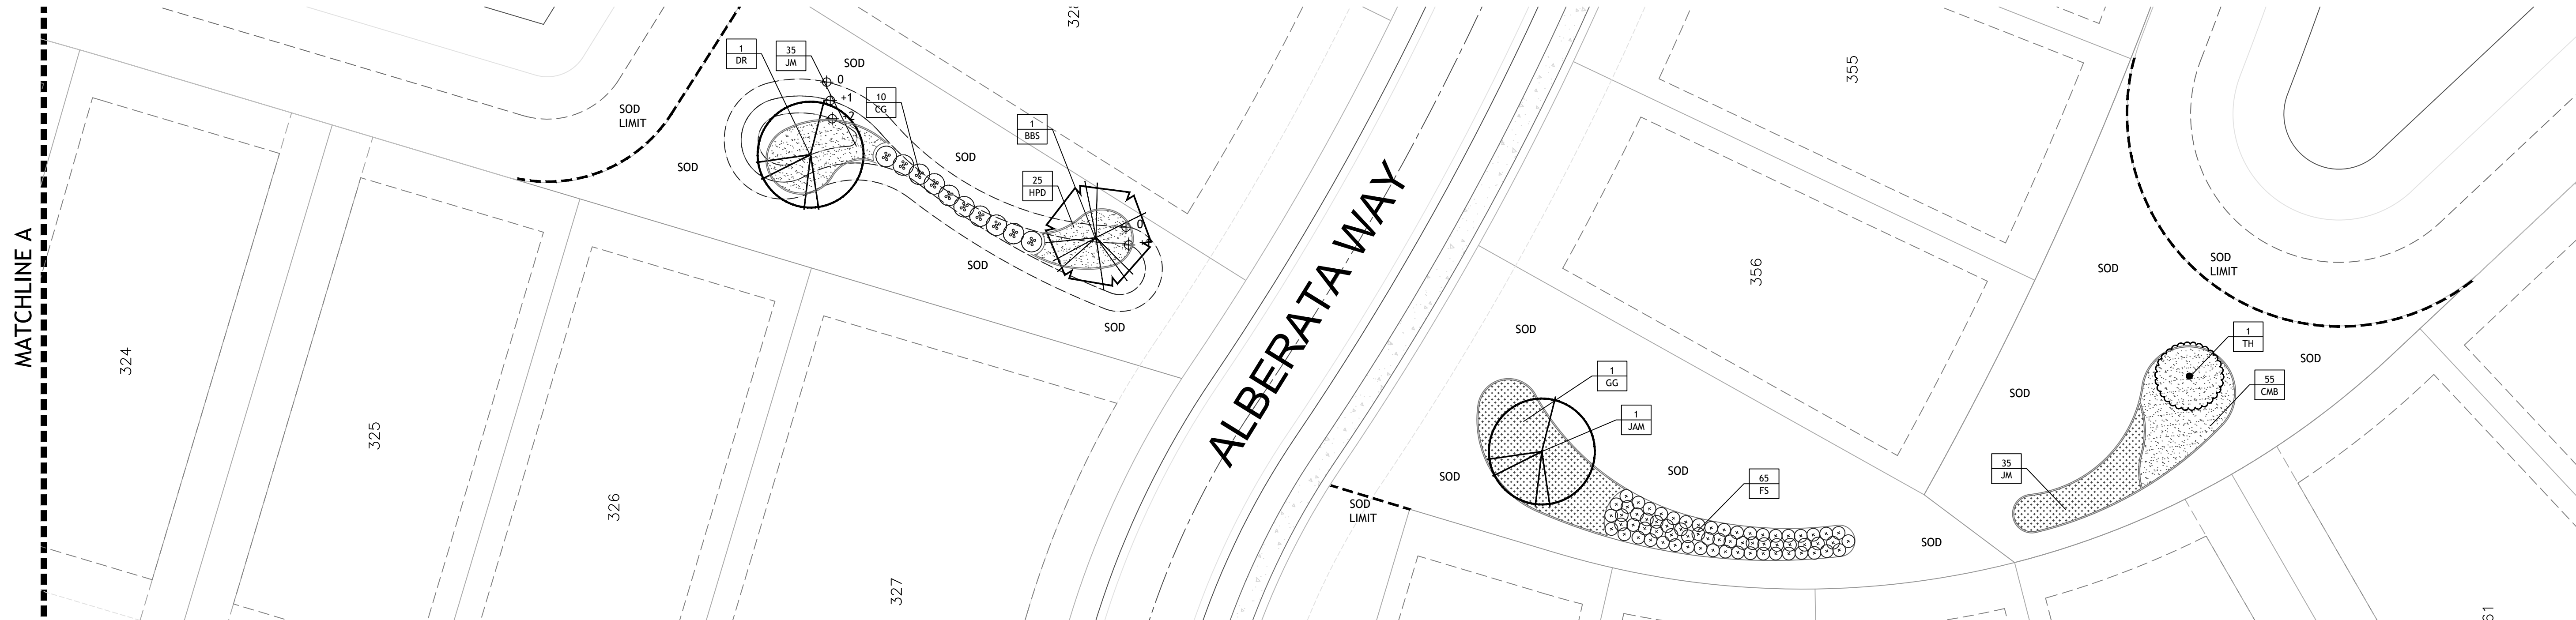 MATCHLINE A
324
325
326
327
SOD
LIMIT
SOD
1
DR
35
JM
SOD
0
+1
10
CG
SOD
SOD
1
BBS
25
HPD
0
SOD
ALBERATA WAY
355
356
SOD
SOD
SOD
LIMIT
1
GG
1
JAM
SOD
65
FS
SOD
SOD
SOD
LIMIT
SOD
1
TH
SOD
55
CMB
35
JM